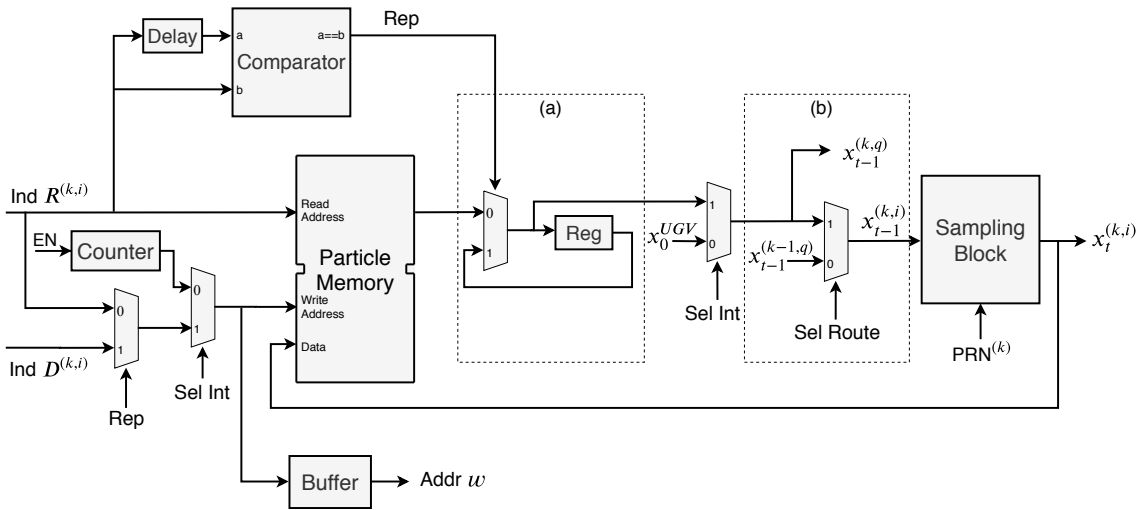 Rep
Delay
a
a==b
Comparator
b
(a)
(b)
Ind R^{(k,i)}
Read
Address
EN
Counter
0
1
Particle
Memory
Write
Address
Data
0
1
Ind D^{(k,i)}
Rep
0
1
Sel Int
0
1
Reg
x_0^{UGV}
1
0
Sel Int
x_{t-1}^{(k,q)}
x_{t-1}^{(k-1,q)}
1
0
Sel Route
x_{t-1}^{(k,i)}
Sampling
Block
x_t^{(k,i)}
PRN^{(k)}
Buffer
Addr w